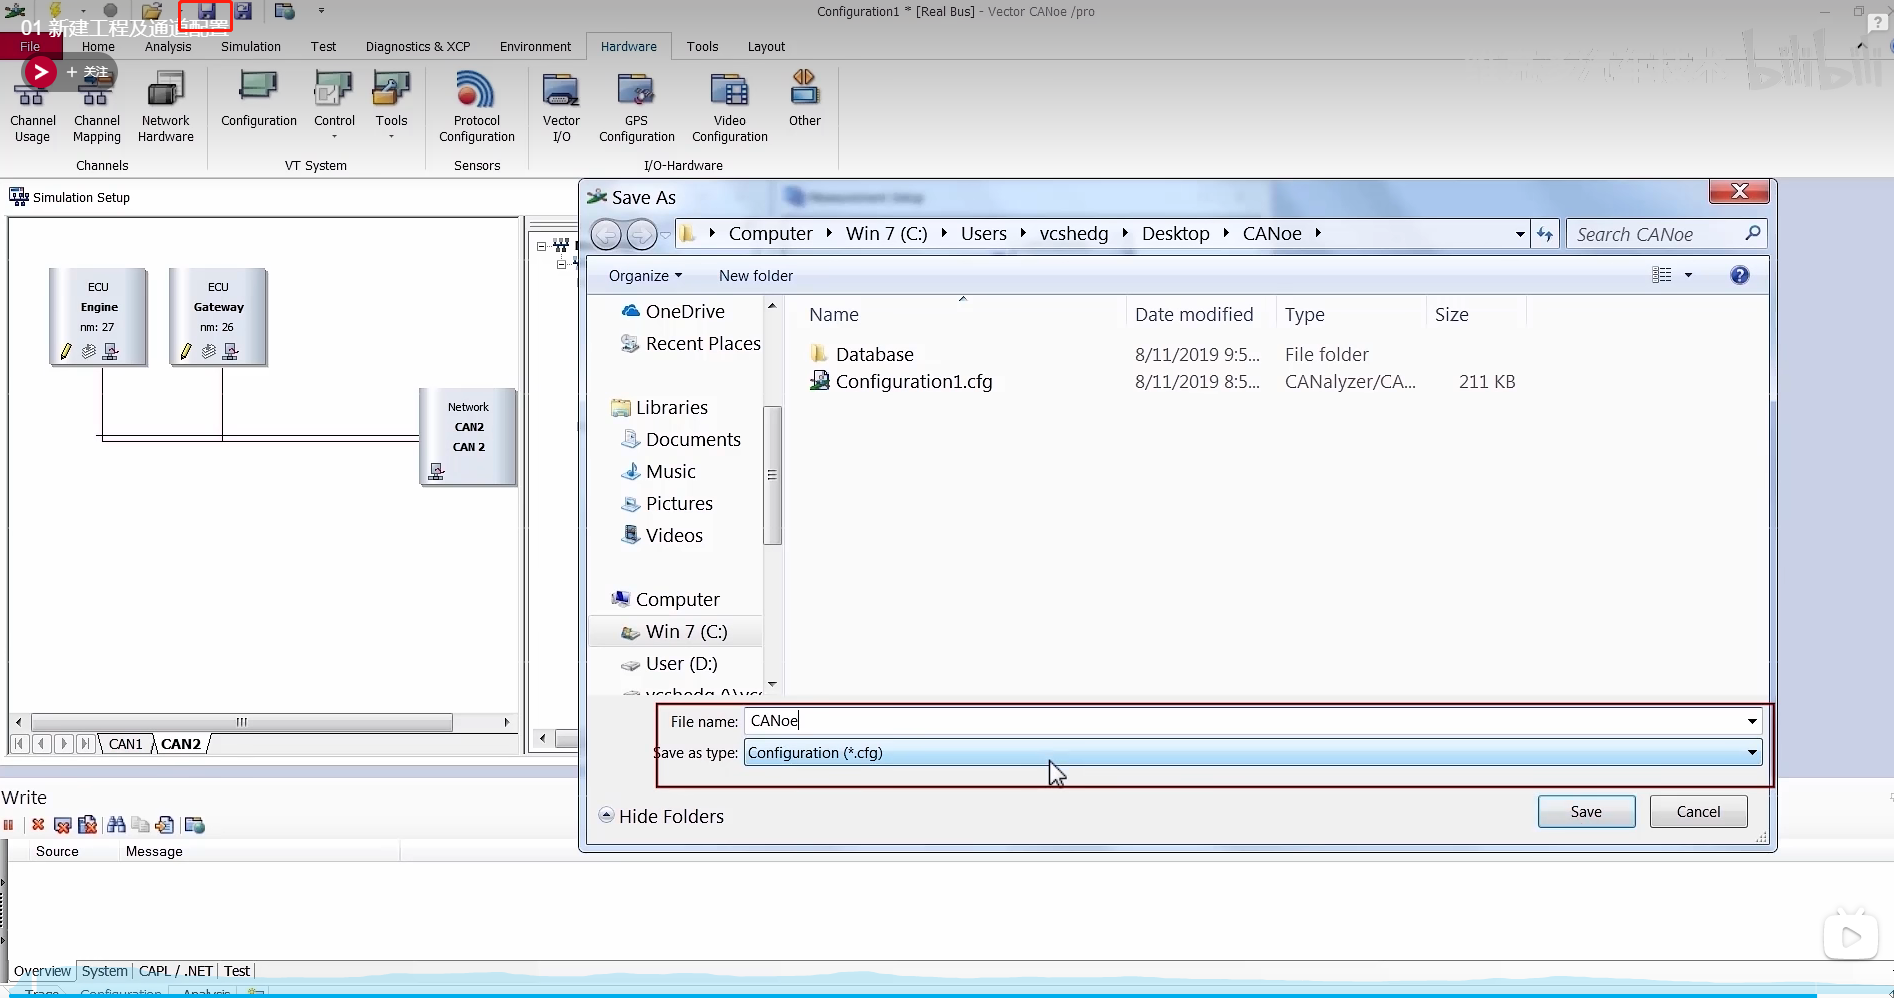 Configuration1 * [Real Bus] - Vector CANoe /pro
01 新建工程及通道配置
File Home Analysis Simulation Test Diagnostics & XCP Environment Hardware Tools Layout
+ 关注
bilibili
Channel Usage
Channel Mapping
Network Hardware
Configuration
Control
Tools
Protocol Configuration
Vector I/O
GPS Configuration
Video Configuration
Other
Channels
VT System
Sensors
I/O-Hardware
Simulation Setup
ECU
Engine
nm: 27
ECU
Gateway
nm: 26
Network
CAN2
CAN 2
CAN1 CAN2
Save As
Measurement Setup
Computer Win 7 (C:) Users vcshedg Desktop CANoe
Search CANoe
Organize New folder
OneDrive
Recent Places
Libraries
Documents
Music
Pictures
Videos
Computer
Win 7 (C:)
User (D:)
Name Date modified Type Size
Database 8/11/2019 9:5... File folder
Configuration1.cfg 8/11/2019 8:5... CANalyzer/CA... 211 KB
File name: CANoe
Save as type: Configuration (*.cfg)
Hide Folders
Save
Cancel
Write
Source Message
Overview System CAPL / .NET Test
Trace Configuration Analysis